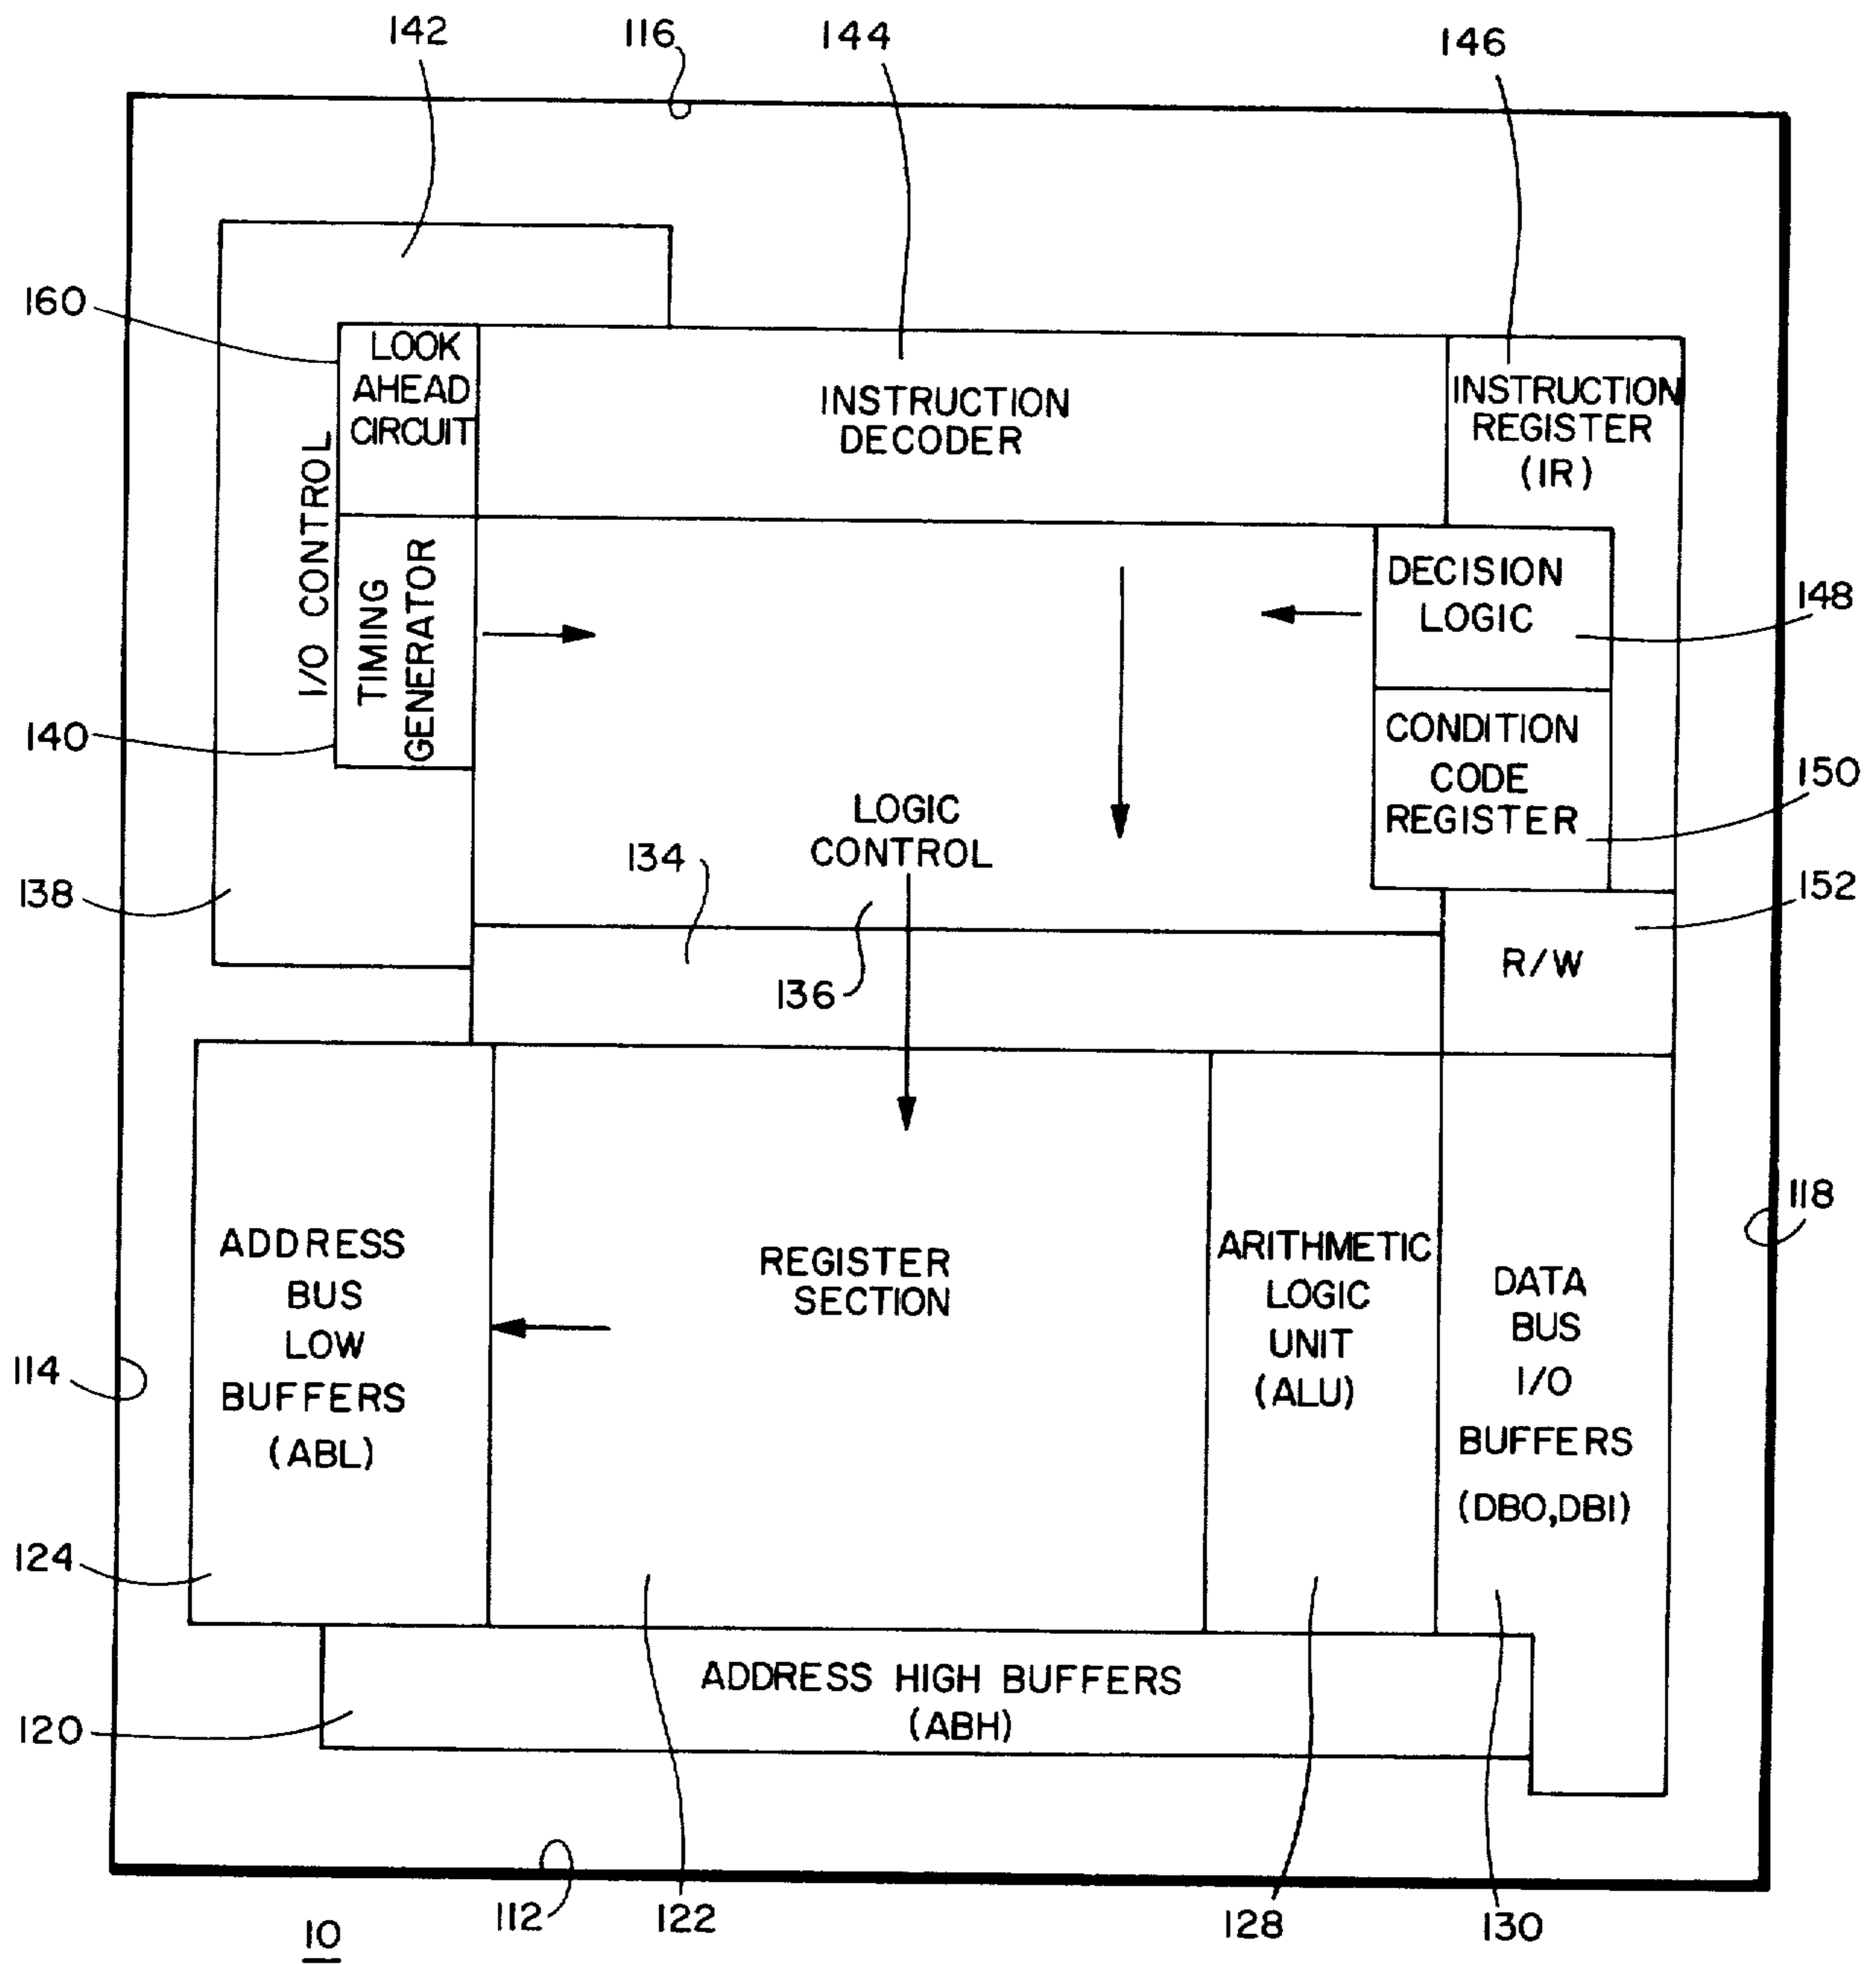 142
116
144
146
160
LOOK
AHEAD
CIRCUIT
INSTRUCTION
DECODER
INSTRUCTION
REGISTER
(IR)
I/O CONTROL
TIMING
GENERATOR
DECISION
LOGIC
148
140
CONDITION
CODE
REGISTER
150
LOGIC
CONTROL
134
138
152
136
R/W
118
ADDRESS
BUS
LOW
BUFFERS
(ABL)
REGISTER
SECTION
ARITHMETIC
LOGIC
UNIT
(ALU)
DATA
BUS
I/O
BUFFERS
(DBO,DBI)
114
124
ADDRESS HIGH BUFFERS
(ABH)
120
112
122
128
130
10